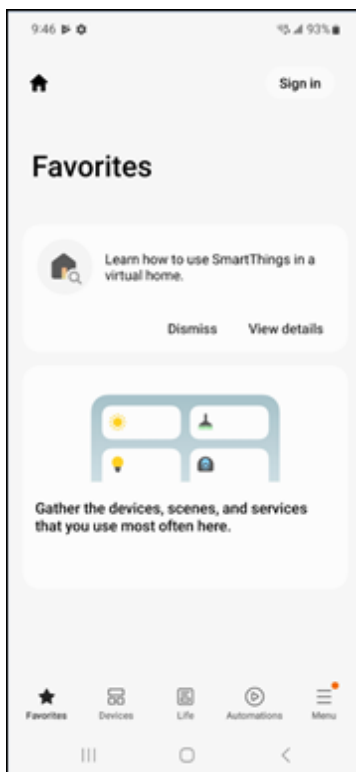 9:46 93%
Sign in
Favorites
Learn how to use SmartThings in a
virtual home.
Dismiss View details
Gather the devices, scenes, and services
that you use most often here.
Favorites Devices Life Automations Menu